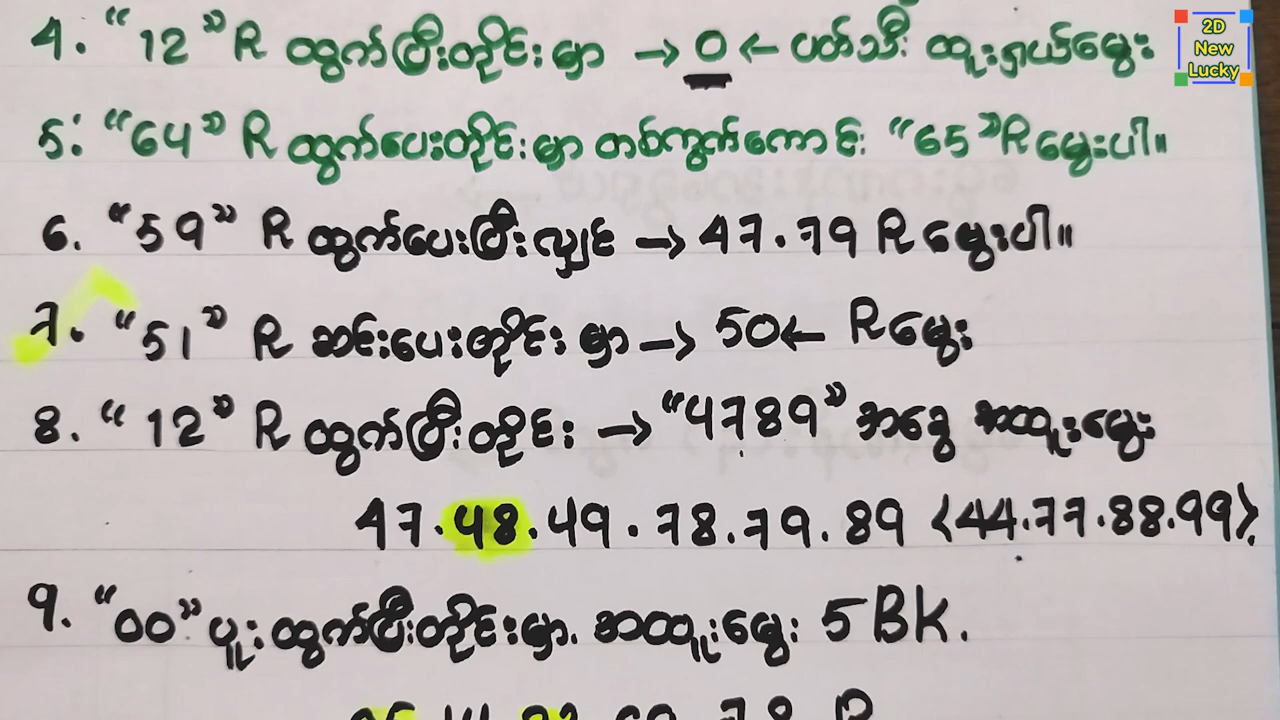 4. “12” R ထွက်ပြီးတိုင်းမှာ → 0 ← ပတ်သီး ထူးရှယ်မွေး
2D
New
Lucky
5. “64” R ထွက်ပေးတိုင်းမှာ တစ်ကွက်ကောင်း “65” R မွေးပါ။
6. “59” R ထွက်ပေးပြီးလျှင် → 47.79 R မွေးပါ။
7. “51” R ဆင်းပေးတိုင်းမှာ → 50 ← R မွေး
8. “12” R ထွက်ပြီးတိုင်း → “4789” အခွေ အထူးမွေး
47.48.49.78.79.89 (44.77.88.99).
9. “00” ပူးထွက်ပြီးတိုင်းမှာ. အထူးမွေး 5 BK.